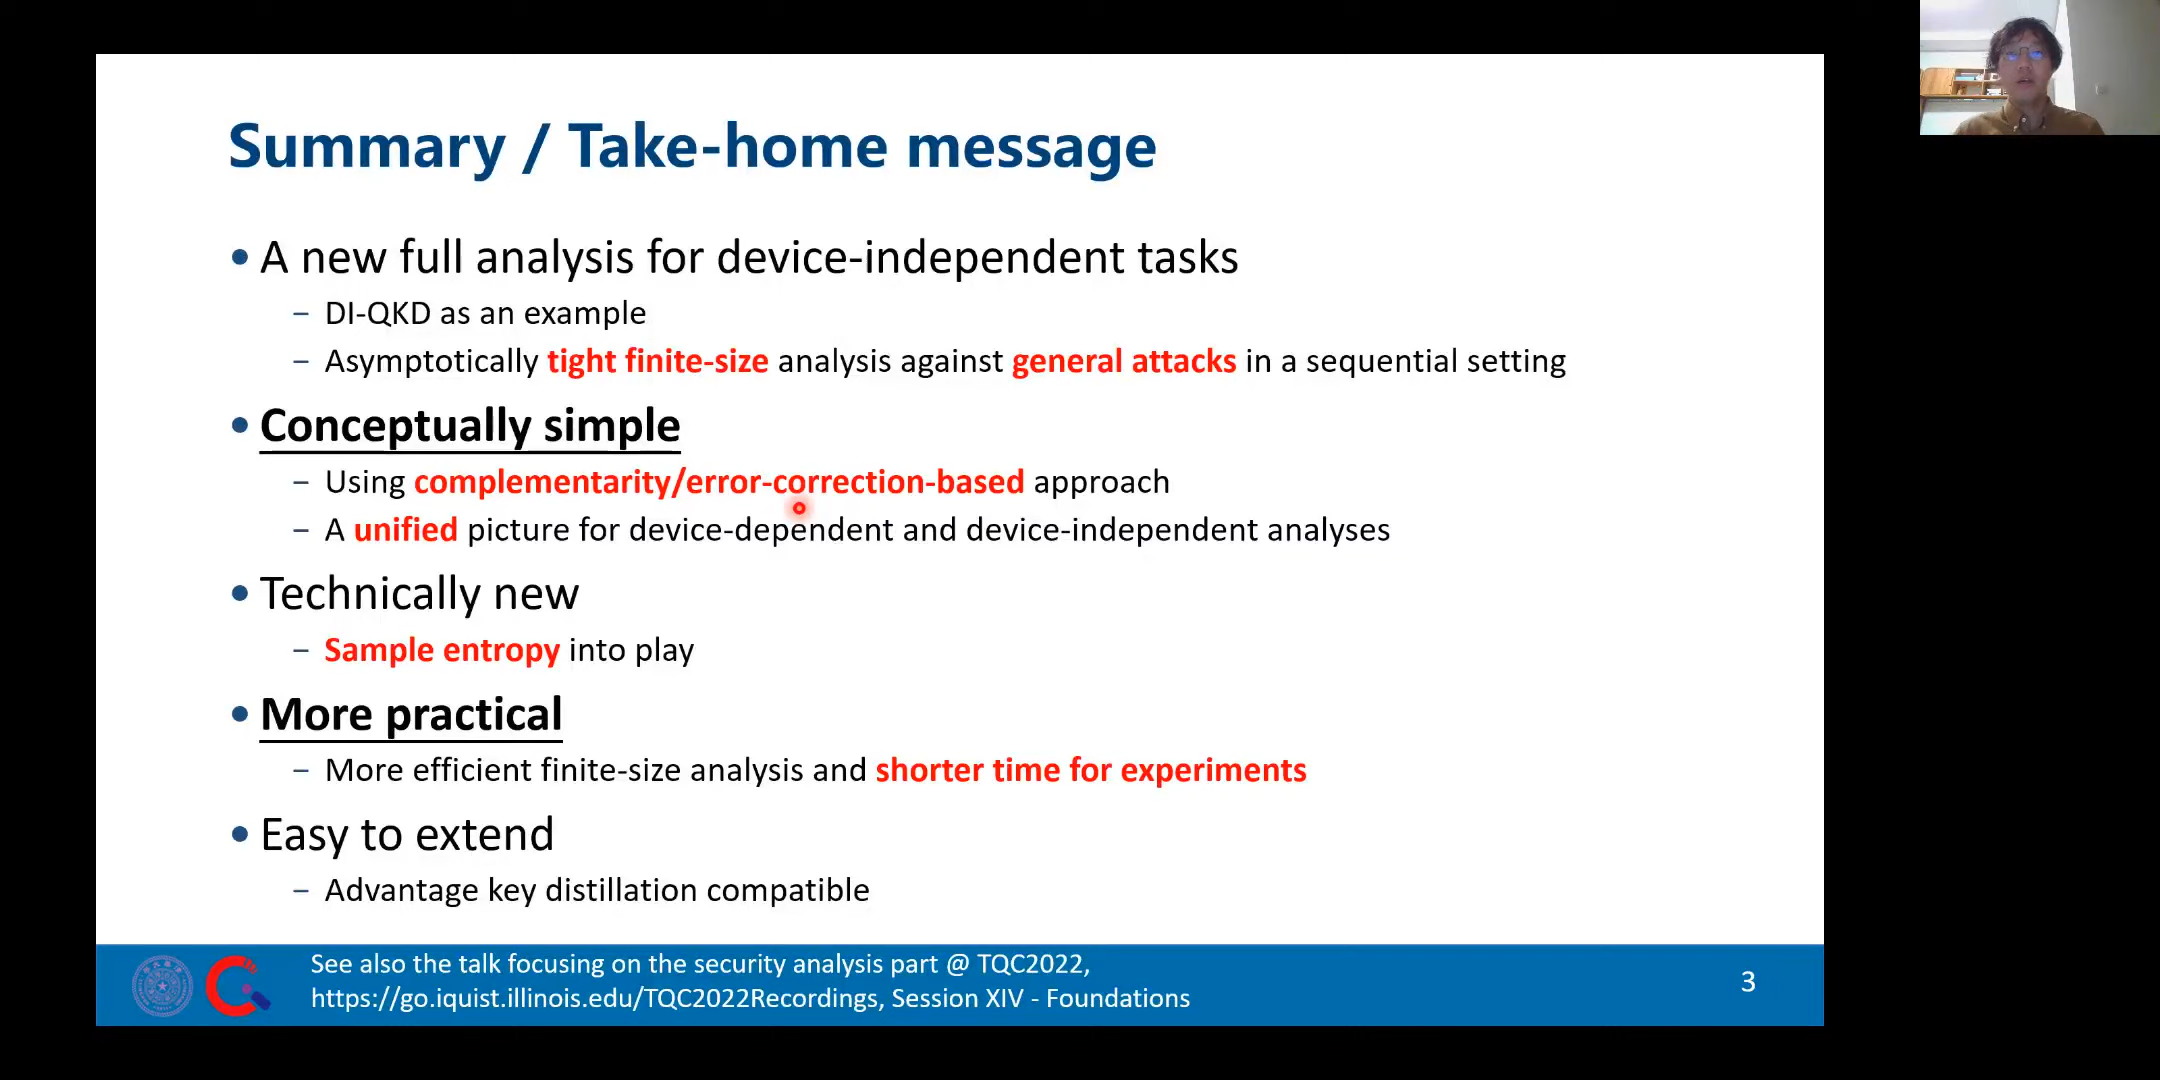 Summary / Take-home message
• A new full analysis for device-independent tasks
– DI-QKD as an example
– Asymptotically tight finite-size analysis against general attacks in a sequential setting
• Conceptually simple
– Using complementarity/error-correction-based approach
– A unified picture for device-dependent and device-independent analyses
• Technically new
– Sample entropy into play
• More practical
– More efficient finite-size analysis and shorter time for experiments
• Easy to extend
– Advantage key distillation compatible
See also the talk focusing on the security analysis part @ TQC2022,
https://go.iquist.illinois.edu/TQC2022Recordings, Session XIV - Foundations
3